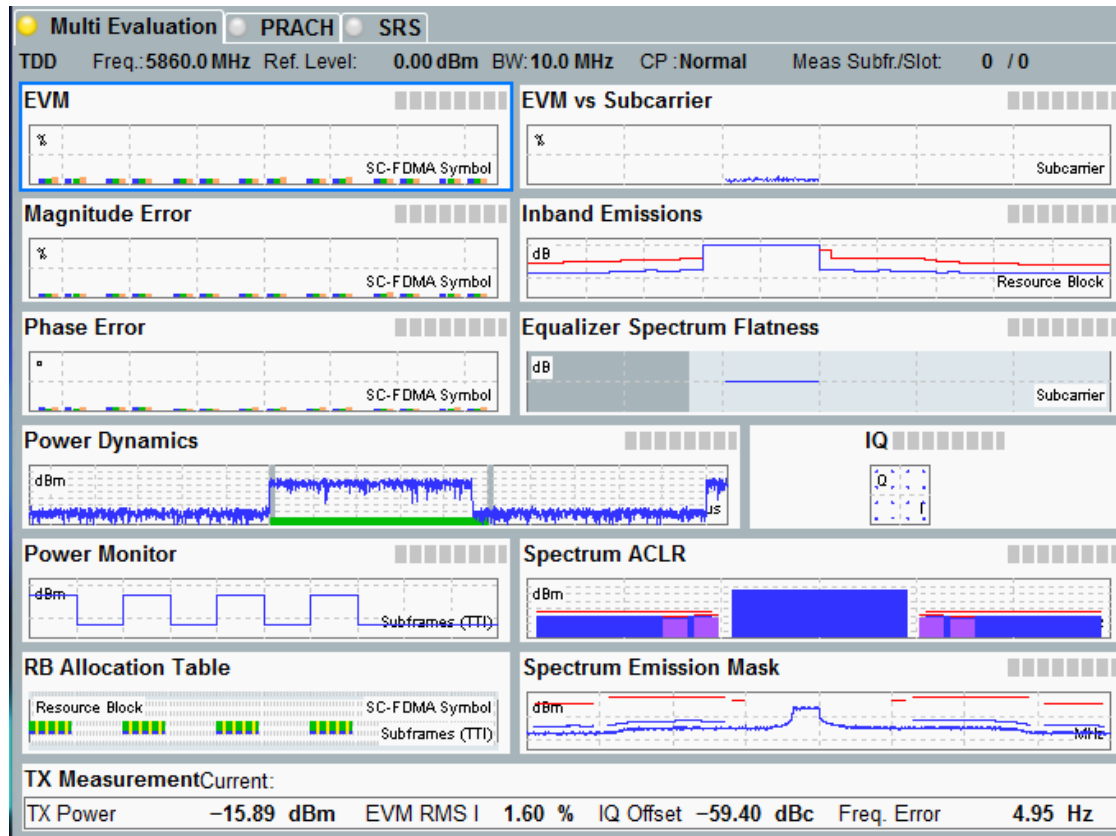 Multi Evaluation PRACH SRS
TDD Freq.:5860.0 MHz Ref. Level: 0.00 dBm BW:10.0 MHz CP :Normal Meas Subfr./Slot: 0 / 0
EVM
%
SC-FDMA Symbol
EVM vs Subcarrier
%
Subcarrier
Magnitude Error
%
SC-FDMA Symbol
Inband Emissions
dB
Resource Block
Phase Error
°
SC-FDMA Symbol
Equalizer Spectrum Flatness
dB
Subcarrier
Power Dynamics
dBm
µs
IQ
Q
I
Power Monitor
dBm
Subframes (TTI)
Spectrum ACLR
dBm
RB Allocation Table
Resource Block SC-FDMA Symbol
Subframes (TTI)
Spectrum Emission Mask
dBm
MHz
TX Measurement Current:
TX Power −15.89 dBm EVM RMS l 1.60 % IQ Offset −59.40 dBc Freq. Error 4.95 Hz